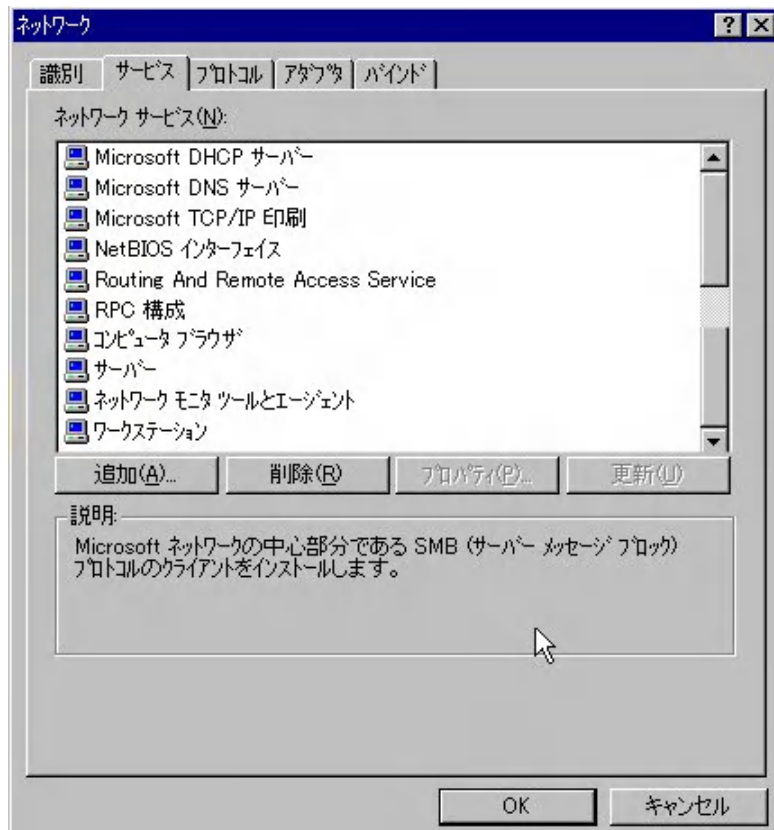 ネットワーク
識別 サービス プロトコル アダプタ バインド
ネットワーク サービス(N):
Microsoft DHCP サーバー
Microsoft DNS サーバー
Microsoft TCP/IP 印刷
NetBIOS インターフェイス
Routing And Remote Access Service
RPC 構成
コンピュータ ブラウザ
サーバー
ネットワーク モニタ ツールとエージェント
ワークステーション
追加(A)... 削除(R) プロパティ(P)... 更新(U)
説明:
Microsoft ネットワークの中心部分である SMB (サーバー メッセージ ブロック)
プロトコルのクライアントをインストールします。
OK キャンセル